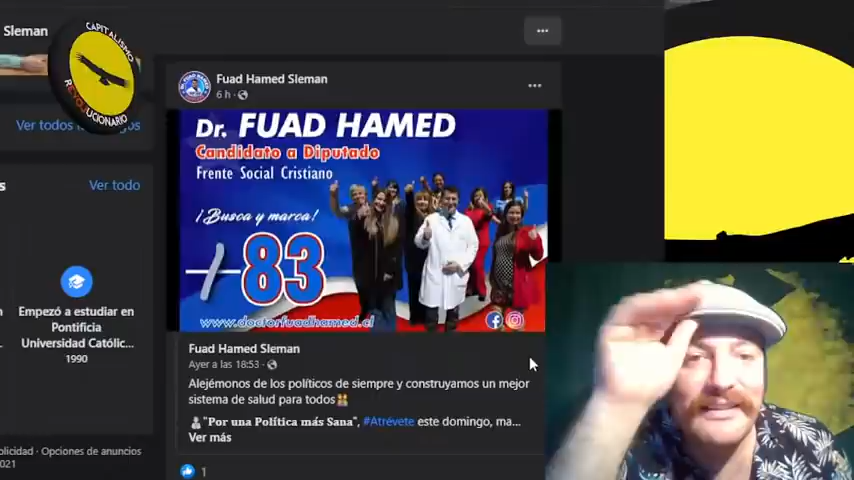 Sleman
CAPITALISMO
REVOLUCIONARIO
Ver todos
s
Ver todo
Empezó a estudiar en
Pontificia
Universidad Católic...
1990
Opciones de anuncios
2021
Fuad Hamed Sleman
6 h
Dr. FUAD HAMED
Candidato a Diputado
Frente Social Cristiano
¡Busca y marca!
83
www.doctorfuadhamed.cl
Fuad Hamed Sleman
Ayer a las 18:53
Alejémonos de los políticos de siempre y construyamos un mejor
sistema de salud para todos
"Por una Política más Sana", #Atrévete este domingo, ma...
Ver más
1